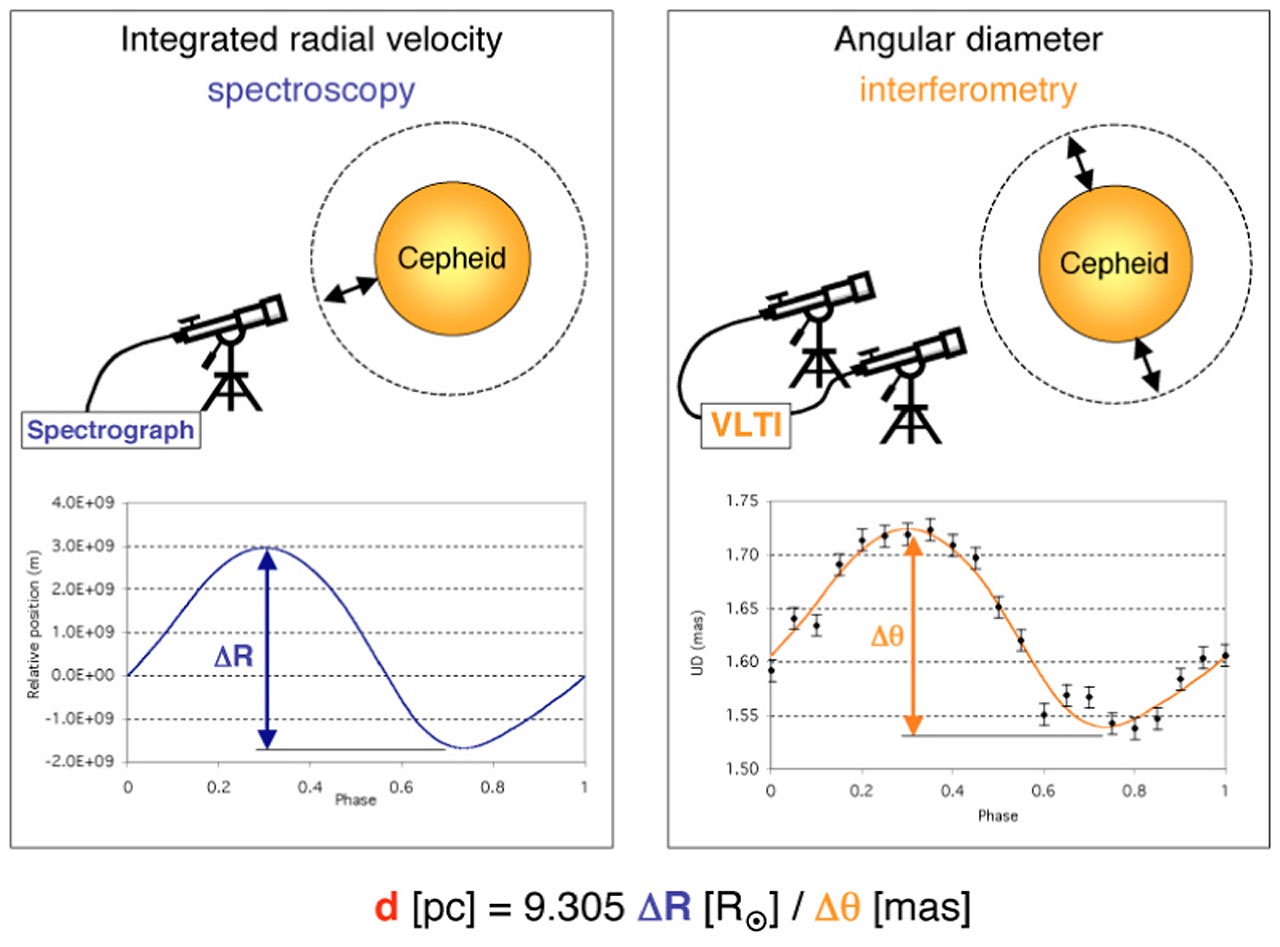 Integrated radial velocity
spectroscopy
Cepheid
Spectrograph
4.0E+09
3.0E+09
2.0E+09
1.0E+09
0.0E+00
-1.0E+09
-2.0E+09
Relative position (m)
ΔR
0 0.2 0.4 0.6 0.8 1
Phase
Angular diameter
interferometry
Cepheid
VLTI
1.75
1.70
1.65
1.60
1.55
1.50
UD (mas)
Δθ
0 0.2 0.4 0.6 0.8 1
Phase
d [pc] = 9.305 ΔR [R☉] / Δθ [mas]